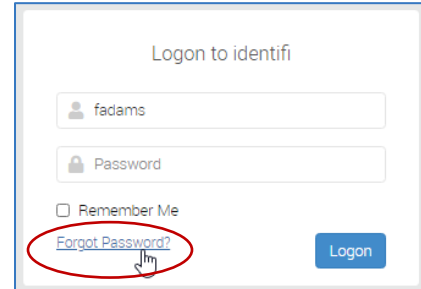 Logon to identifi
fadams
Password
Remember Me
Forgot Password?
Logon